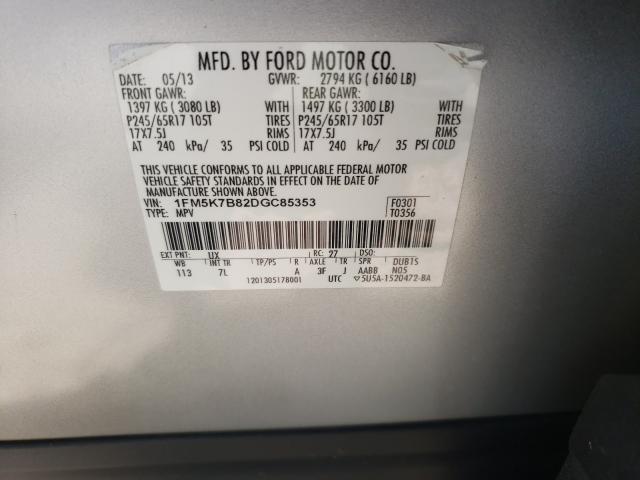 MFD. BY FORD MOTOR CO.
DATE: 05/13 GVWR: 2794 KG ( 6160 LB)
FRONT GAWR: REAR GAWR:
1397 KG ( 3080 LB) WITH 1497 KG ( 3300 LB) WITH
P245/65R17 105T TIRES P245/65R17 105T TIRES
17X7.5J RIMS 17X7.5J RIMS
AT 240 kPa/ 35 PSI COLD AT 240 kPa/ 35 PSI COLD
THIS VEHICLE CONFORMS TO ALL APPLICABLE FEDERAL MOTOR
VEHICLE SAFETY STANDARDS IN EFFECT ON THE DATE OF
MANUFACTURE SHOWN ABOVE.
VIN: 1FM5K7B82DGC85353 F0301
TYPE: MPV T0356
EXT PNT: UX RC: 27 DSO:
WB INT TR TP/PS R AXLE TR SPR DUBTS
113 7L A 3F J AABB NOS
1201305178001 UTC ▽5U5A-1520472-BA